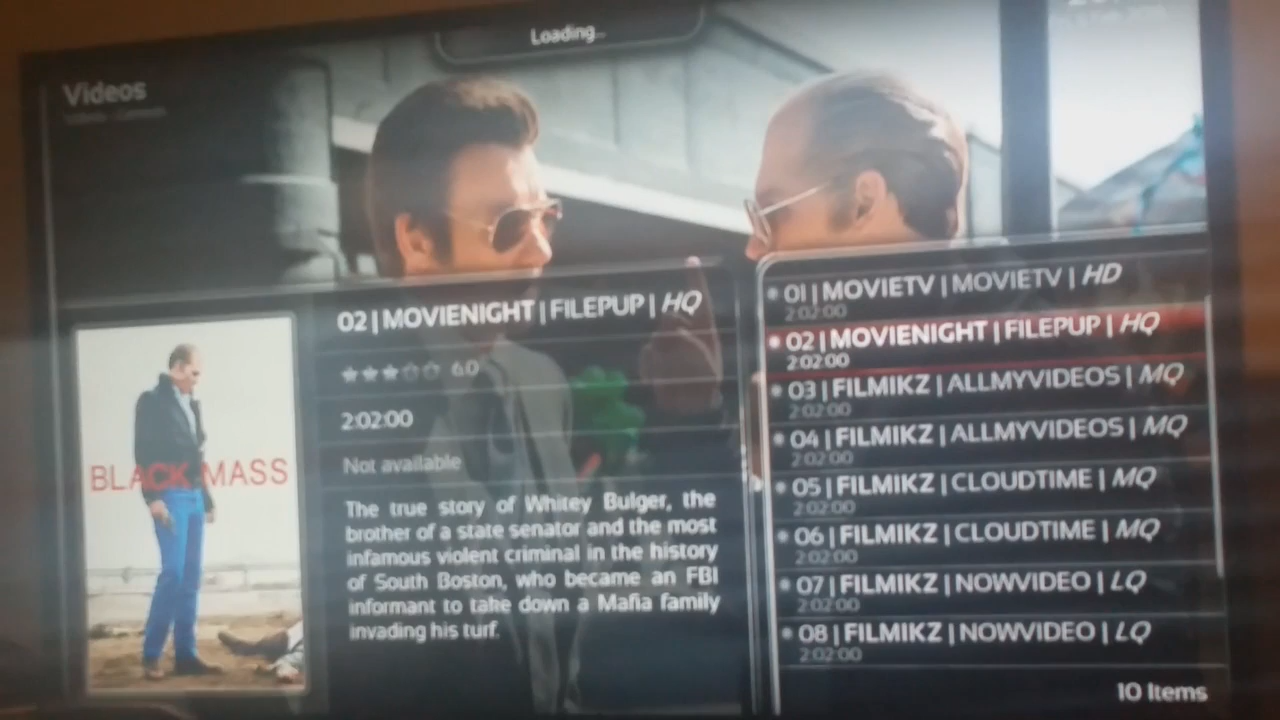 Loading...
Videos
02 | MOVIENIGHT | FILEPUP | HQ
6.0
2:02:00
Not available
The true story of Whitey Bulger, the
brother of a state senator and the most
infamous violent criminal in the history
of South Boston, who became an FBI
informant to take down a Mafia family
invading his turf.
BLACK MASS
01 | MOVIETV | MOVIETV | HD
2:02:00
02 | MOVIENIGHT | FILEPUP | HQ
2:02:00
03 | FILMIKZ | ALLMYVIDEOS | MQ
2:02:00
04 | FILMIKZ | ALLMYVIDEOS | MQ
2:02:00
05 | FILMIKZ | CLOUDTIME | MQ
2:02:00
06 | FILMIKZ | CLOUDTIME | MQ
2:02:00
07 | FILMIKZ | NOWVIDEO | LQ
2:02:00
08 | FILMIKZ | NOWVIDEO | LQ
2:02:00
10 Items